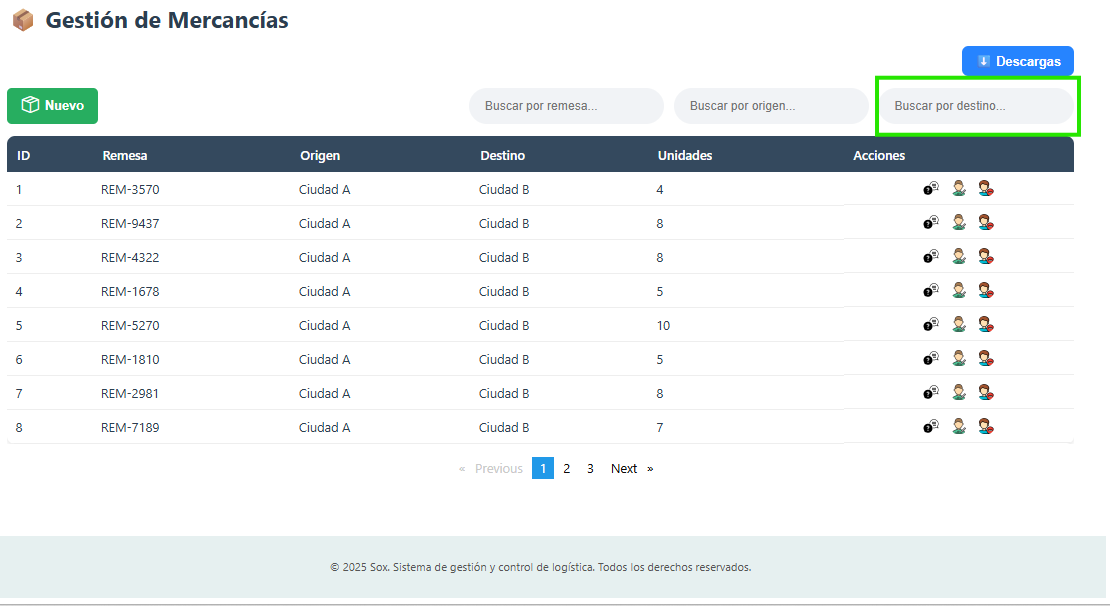 Gestión de Mercancías
Descargas
Nuevo
Buscar por remesa...
Buscar por origen...
Buscar por destino...
ID Remesa Origen Destino Unidades Acciones
1 REM-3570 Ciudad A Ciudad B 4
2 REM-9437 Ciudad A Ciudad B 8
3 REM-4322 Ciudad A Ciudad B 8
4 REM-1678 Ciudad A Ciudad B 5
5 REM-5270 Ciudad A Ciudad B 10
6 REM-1810 Ciudad A Ciudad B 5
7 REM-2981 Ciudad A Ciudad B 8
8 REM-7189 Ciudad A Ciudad B 7
« Previous 1 2 3 Next »
© 2025 Sox. Sistema de gestión y control de logística. Todos los derechos reservados.